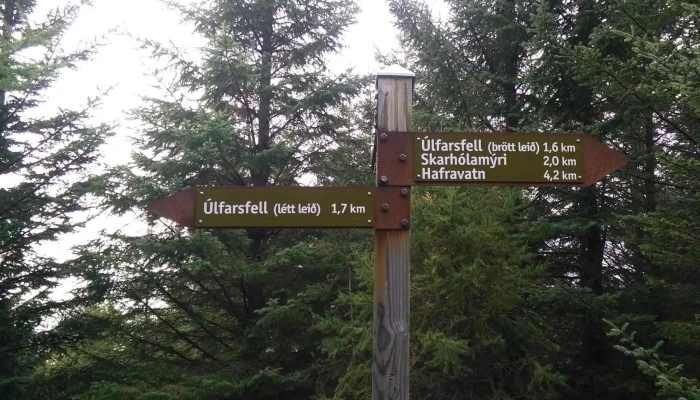 Úlfarsfell (brött leið) 1,6 km
Skarhólamýri 2,0 km
Hafravatn 4,2 km
Úlfarsfell (létt leið) 1,7 km